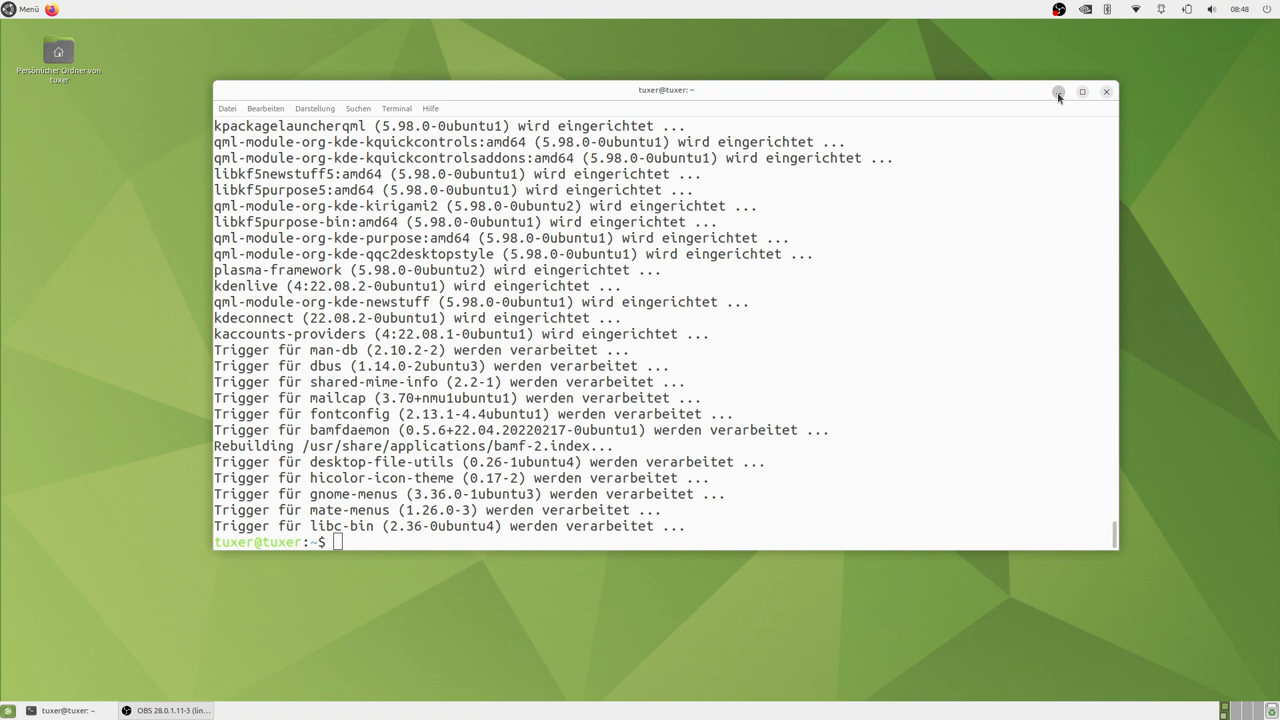 Menü
08:48
Persönlicher Ordner von
tuxer
tuxer@tuxer: ~
Datei Bearbeiten Darstellung Suchen Terminal Hilfe
kpackagelauncherqml (5.98.0-0ubuntu1) wird eingerichtet ...
qml-module-org-kde-kquickcontrols:amd64 (5.98.0-0ubuntu1) wird eingerichtet ...
qml-module-org-kde-kquickcontrolsaddons:amd64 (5.98.0-0ubuntu1) wird eingerichtet ...
libkf5newstuff5:amd64 (5.98.0-0ubuntu1) wird eingerichtet ...
libkf5purpose5:amd64 (5.98.0-0ubuntu1) wird eingerichtet ...
qml-module-org-kde-kirigami2 (5.98.0-0ubuntu2) wird eingerichtet ...
libkf5purpose-bin:amd64 (5.98.0-0ubuntu1) wird eingerichtet ...
qml-module-org-kde-purpose:amd64 (5.98.0-0ubuntu1) wird eingerichtet ...
qml-module-org-kde-qqc2desktopstyle (5.98.0-0ubuntu1) wird eingerichtet ...
plasma-framework (5.98.0-0ubuntu2) wird eingerichtet ...
kdenlive (4:22.08.2-0ubuntu1) wird eingerichtet ...
qml-module-org-kde-newstuff (5.98.0-0ubuntu1) wird eingerichtet ...
kdeconnect (22.08.2-0ubuntu1) wird eingerichtet ...
kaccounts-providers (4:22.08.1-0ubuntu1) wird eingerichtet ...
Trigger für man-db (2.10.2-2) werden verarbeitet ...
Trigger für dbus (1.14.0-2ubuntu3) werden verarbeitet ...
Trigger für shared-mime-info (2.2-1) werden verarbeitet ...
Trigger für mailcap (3.70+nmu1ubuntu1) werden verarbeitet ...
Trigger für fontconfig (2.13.1-4.4ubuntu1) werden verarbeitet ...
Trigger für bamfdaemon (0.5.6+22.04.20220217-0ubuntu1) werden verarbeitet ...
Rebuilding /usr/share/applications/bamf-2.index...
Trigger für desktop-file-utils (0.26-1ubuntu4) werden verarbeitet ...
Trigger für hicolor-icon-theme (0.17-2) werden verarbeitet ...
Trigger für gnome-menus (3.36.0-1ubuntu3) werden verarbeitet ...
Trigger für mate-menus (1.26.0-3) werden verarbeitet ...
Trigger für libc-bin (2.36-0ubuntu4) werden verarbeitet ...
tuxer@tuxer:~$
tuxer@tuxer: ~
OBS 28.0.1.11-3 (lin...